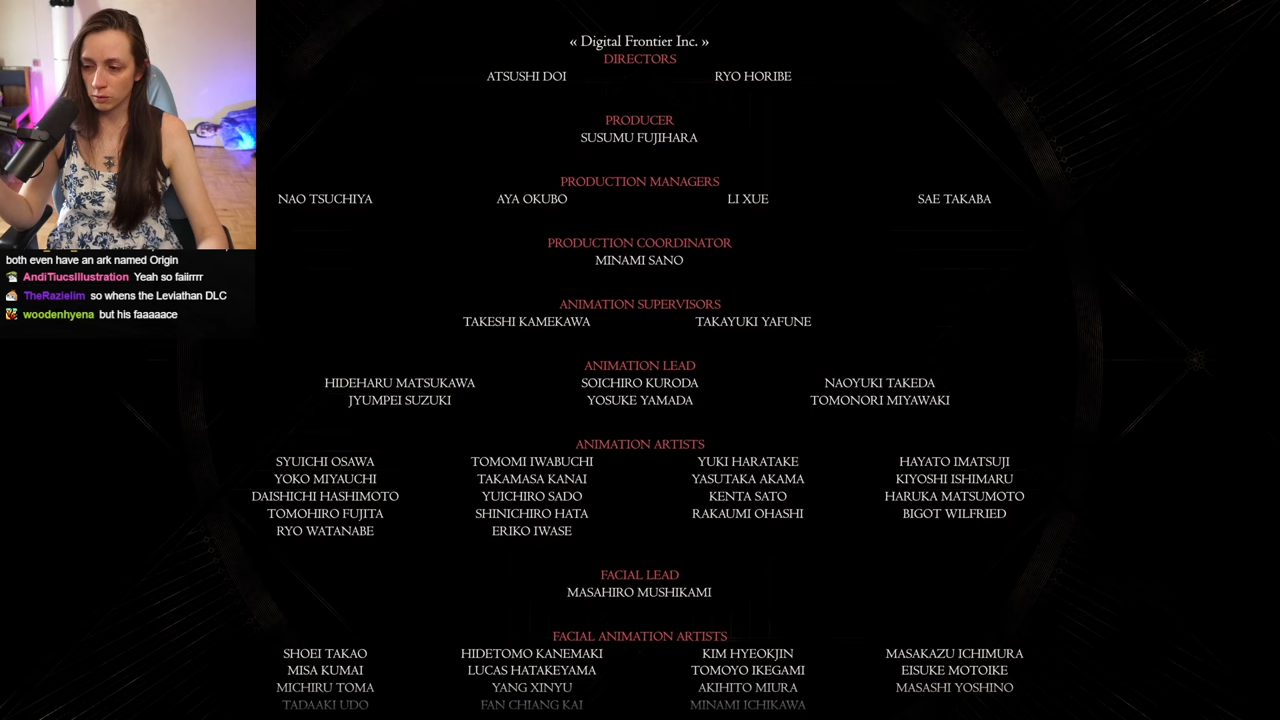 « Digital Frontier Inc. »
DIRECTORS
ATSUSHI DOI RYO HORIBE
PRODUCER
SUSUMU FUJIHARA
PRODUCTION MANAGERS
NAO TSUCHIYA AYA OKUBO LI XUE SAE TAKABA
PRODUCTION COORDINATOR
MINAMI SANO
ANIMATION SUPERVISORS
TAKESHI KAMEKAWA TAKAYUKI YAFUNE
ANIMATION LEAD
HIDEHARU MATSUKAWA SOICHIRO KURODA NAOYUKI TAKEDA
JYUMPEI SUZUKI YOSUKE YAMADA TOMONORI MIYAWAKI
ANIMATION ARTISTS
SYUICHI OSAWA TOMOMI IWABUCHI YUKI HARATAKE HAYATO IMATSUJI
YOKO MIYAUCHI TAKAMASA KANAI YASUTAKA AKAMA KIYOSHI ISHIMARU
DAISHICHI HASHIMOTO YUICHIRO SADO KENTA SATO HARUKA MATSUMOTO
TOMOHIRO FUJITA SHINICHIRO HATA RAKAUMI OHASHI BIGOT WILFRIED
RYO WATANABE ERIKO IWASE
FACIAL LEAD
MASAHIRO MUSHIKAMI
FACIAL ANIMATION ARTISTS
SHOEI TAKAO HIDETOMO KANEMAKI KIM HYEOKJIN MASAKAZU ICHIMURA
MISA KUMAI LUCAS HATAKEYAMA TOMOYO IKEGAMI EISUKE MOTOIKE
MICHIRU TOMA YANG XINYU AKIHITO MIURA MASASHI YOSHINO
TADAAKI UDO FAN CHIANG KAI MINAMI ICHIKAWA
both even have an ark named Origin
AndiTiucsIllustration Yeah so faiirrrr
TheRazielim so whens the Leviathan DLC
woodenhyena but his faaaaace